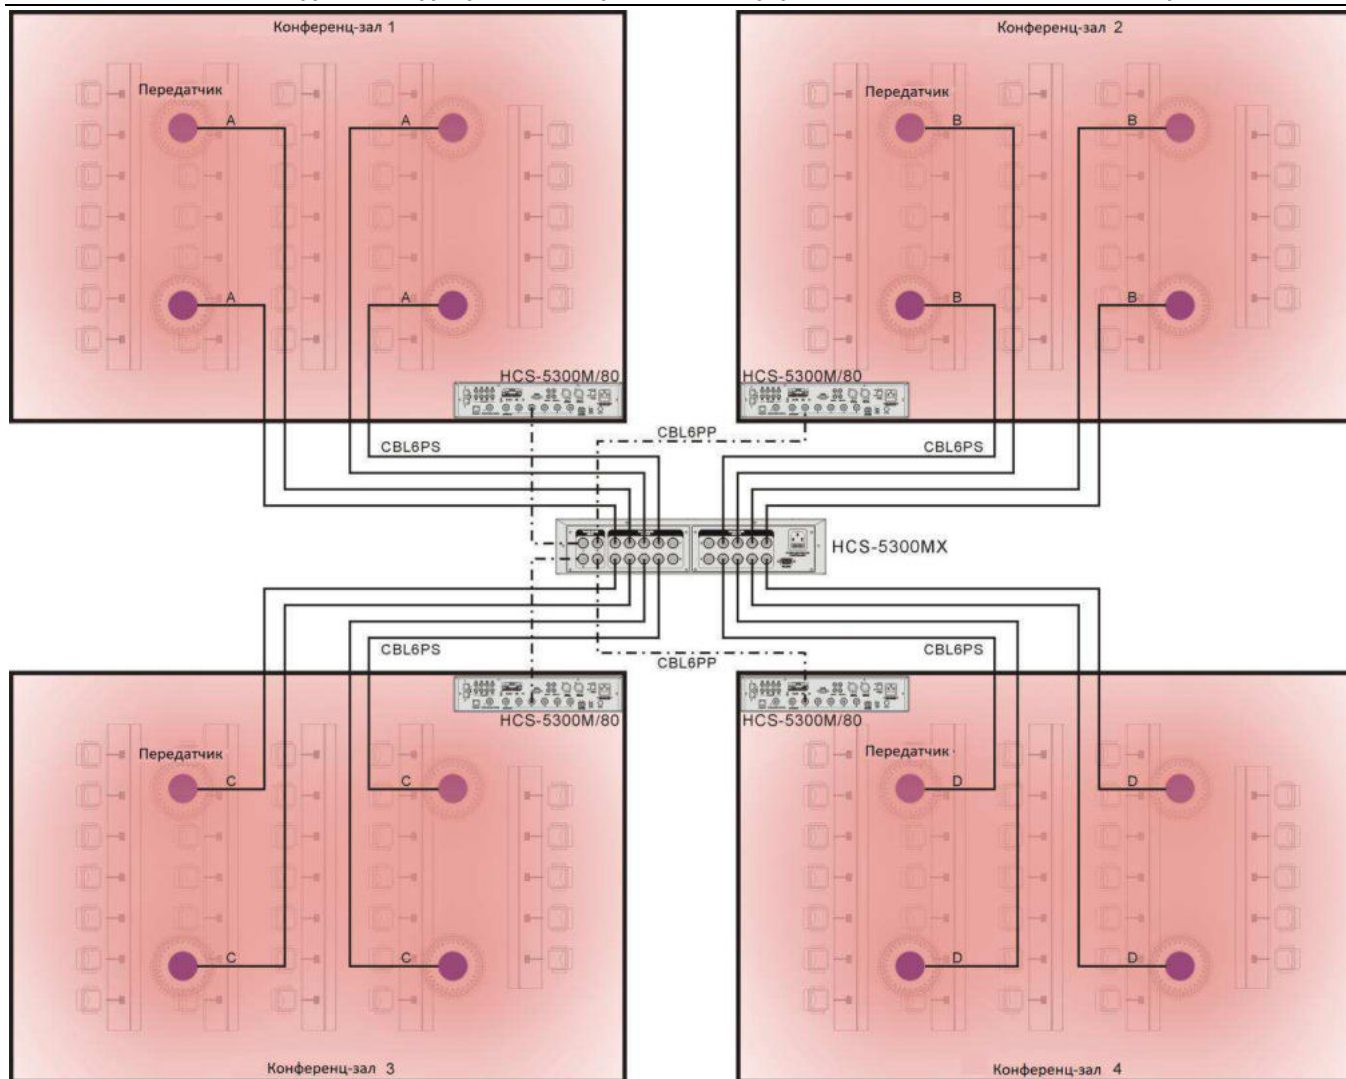 Конференц-зал 1
Конференц-зал 2
Передатчик
Передатчик
A
A
B
B
A
A
B
B
HCS-5300M/80
HCS-5300M/80
CBL6PP
CBL6PS
CBL6PS
HCS-5300MX
CBL6PS
CBL6PP
CBL6PS
HCS-5300M/80
HCS-5300M/80
Передатчик
Передатчик
C
C
D
D
C
C
D
D
Конференц-зал 3
Конференц-зал 4